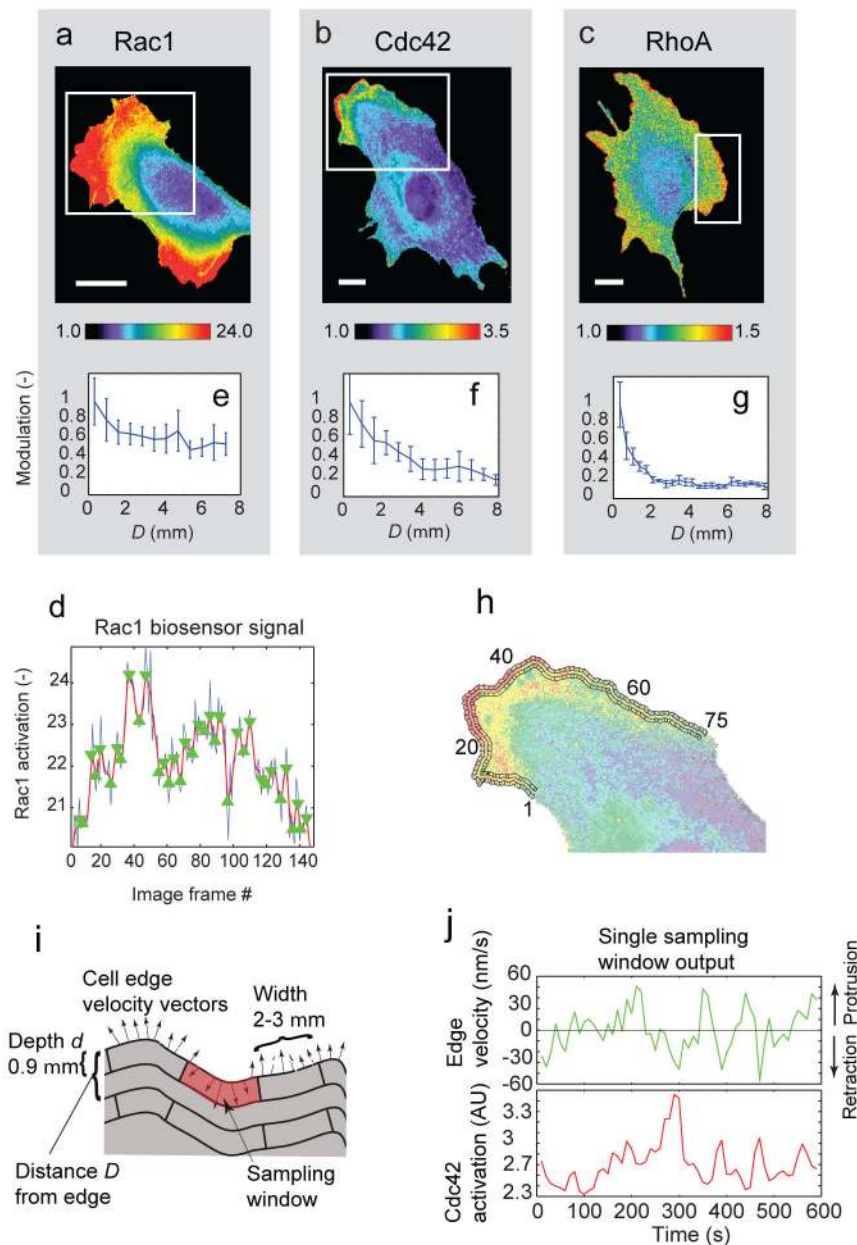 a Rac1
b Cdc42
c RhoA
1.0 24.0
1.0 3.5
1.0 1.5
Modulation (-)
e
1
0.8
0.6
0.4
0.2
0
0 2 4 6 8
D (mm)
f
1
0.8
0.6
0.4
0.2
0
0 2 4 6 8
D (mm)
g
1
0.8
0.6
0.4
0.2
0
0 2 4 6 8
D (mm)
d
Rac1 biosensor signal
Rac1 activation (-)
24
23
22
21
0 20 40 60 80 100 120 140
Image frame #
h
40
60
75
20
1
i
Cell edge
velocity vectors
Width
2-3 mm
Depth d
0.9 mm
Distance D
from edge
Sampling
window
j
Single sampling
window output
Edge
velocity (nm/s)
60
30
0
-30
-60
Protrusion
Retraction
Cdc42
activation (AU)
3.3
3
2.7
2.3
0 100 200 300 400 500 600
Time (s)